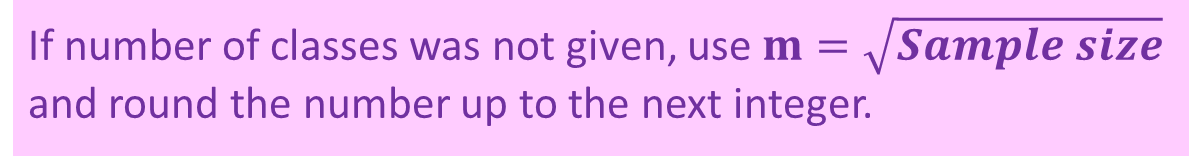 If number of classes was not given, use m = √Sample size
and round the number up to the next integer.